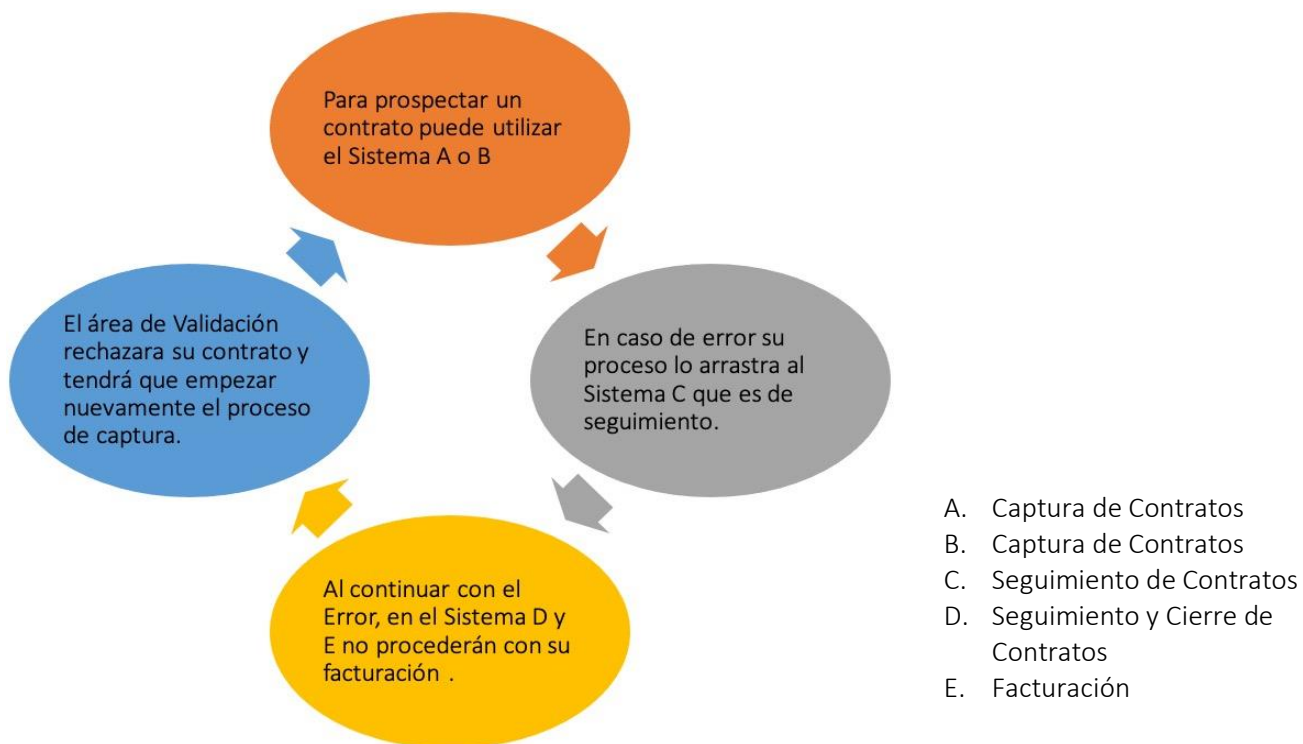 Para prospectar un
contrato puede utilizar
el Sistema A o B
El área de Validación
rechazara su contrato y
tendrá que empezar
nuevamente el proceso
de captura.
En caso de error su
proceso lo arrastra al
Sistema C que es de
seguimiento.
Al continuar con el
Error, en el Sistema D y
E no procederán con su
facturación .
A. Captura de Contratos
B. Captura de Contratos
C. Seguimiento de Contratos
D. Seguimiento y Cierre de
Contratos
E. Facturación